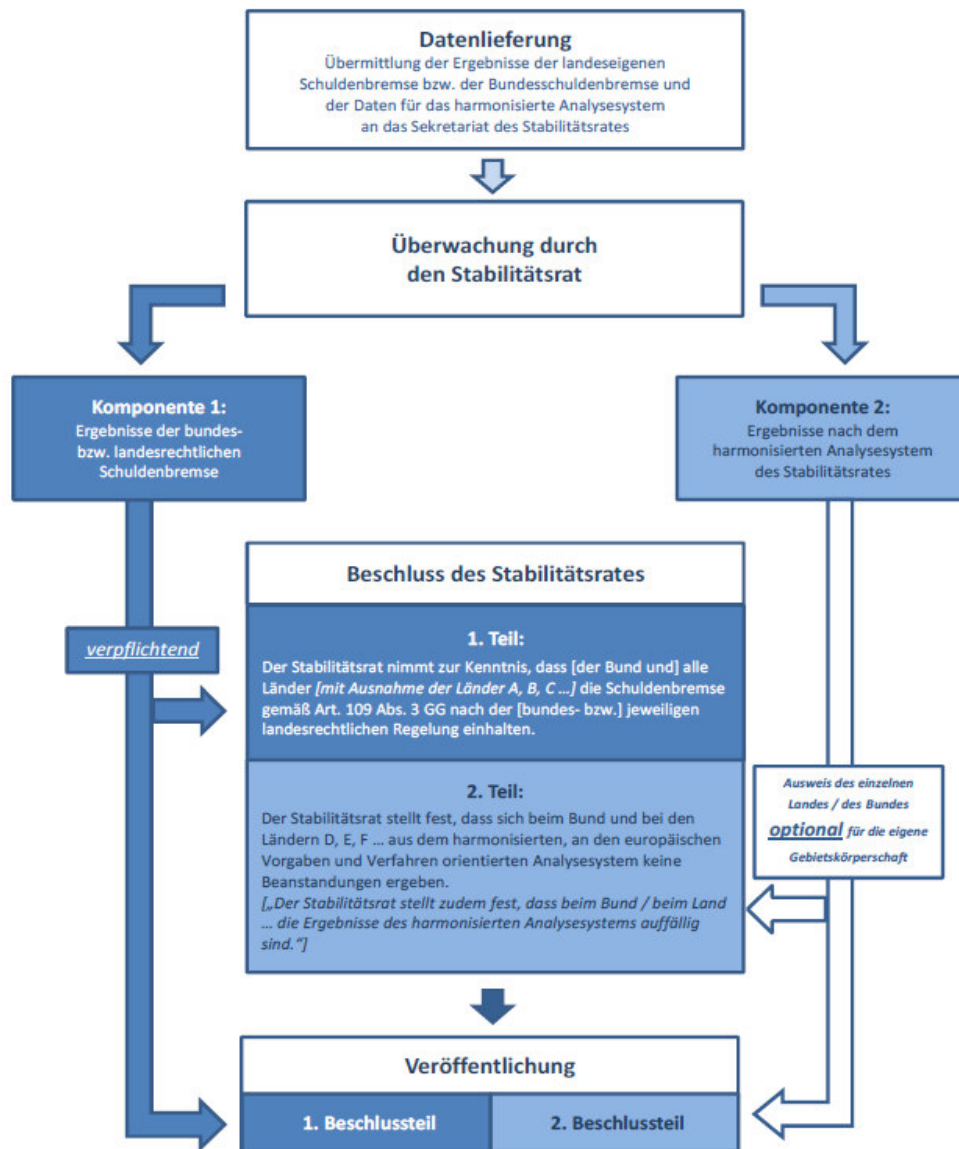 Datenlieferung
Übermittlung der Ergebnisse der landeseigenen
Schuldenbremse bzw. der Bundesschuldenbremse und
der Daten für das harmonisierte Analysesystem
an das Sekretariat des Stabilitätsrates
Überwachung durch
den Stabilitätsrat
Komponente 1:
Ergebnisse der bundes-
bzw. landesrechtlichen
Schuldenbremse
Komponente 2:
Ergebnisse nach dem
harmonisierten Analysesystem
des Stabilitätsrates
Beschluss des Stabilitätsrates
verpflichtend
1. Teil:
Der Stabilitätsrat nimmt zur Kenntnis, dass [der Bund und] alle
Länder [mit Ausnahme der Länder A, B, C ...] die Schuldenbremse
gemäß Art. 109 Abs. 3 GG nach der [bundes- bzw.] jeweiligen
landesrechtlichen Regelung einhalten.
2. Teil:
Der Stabilitätsrat stellt fest, dass sich beim Bund und bei den
Ländern D, E, F ... aus dem harmonisierten, an den europäischen
Vorgaben und Verfahren orientierten Analysesystem keine
Beanstandungen ergeben.
[„Der Stabilitätsrat stellt zudem fest, dass beim Bund / beim Land
... die Ergebnisse des harmonisierten Analysesystems auffällig
sind.“]
Ausweis des einzelnen
Landes / des Bundes
optional für die eigene
Gebietskörperschaft
Veröffentlichung
1. Beschlussteil
2. Beschlussteil